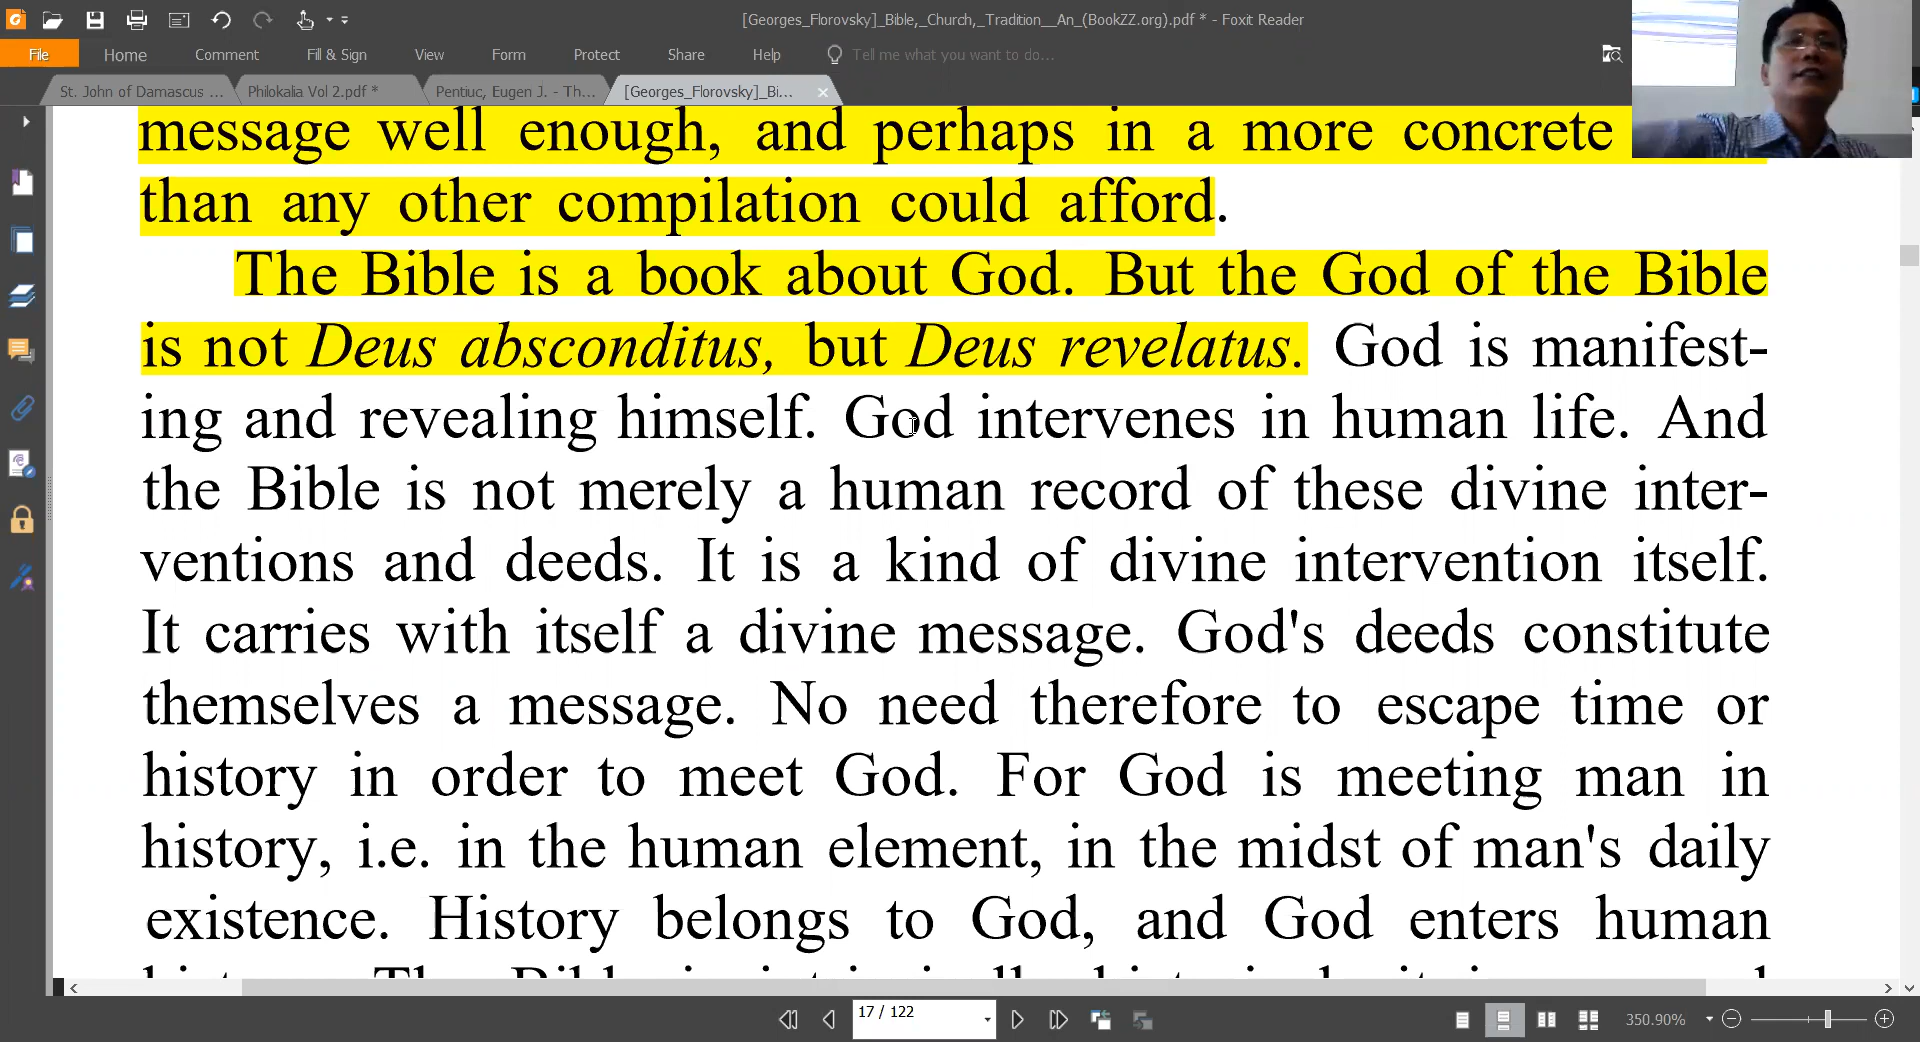 [Georges_Florovsky]_Bible,_Church,_Tradition__An_(BookZZ.org).pdf * - Foxit Reader
File Home Comment Fill & Sign View Form Protect Share Help Tell me what you want to do...
St. John of Damascus ... Philokalia Vol 2.pdf * Pentiuc, Eugen J. - Th... [Georges_Florovsky]_Bi...
message well enough, and perhaps in a more concrete
than any other compilation could afford.
The Bible is a book about God. But the God of the Bible
is not Deus absconditus, but Deus revelatus. God is manifest-
ing and revealing himself. God intervenes in human life. And
the Bible is not merely a human record of these divine inter-
ventions and deeds. It is a kind of divine intervention itself.
It carries with itself a divine message. God's deeds constitute
themselves a message. No need therefore to escape time or
history in order to meet God. For God is meeting man in
history, i.e. in the human element, in the midst of man's daily
existence. History belongs to God, and God enters human
17 / 122
350.90%